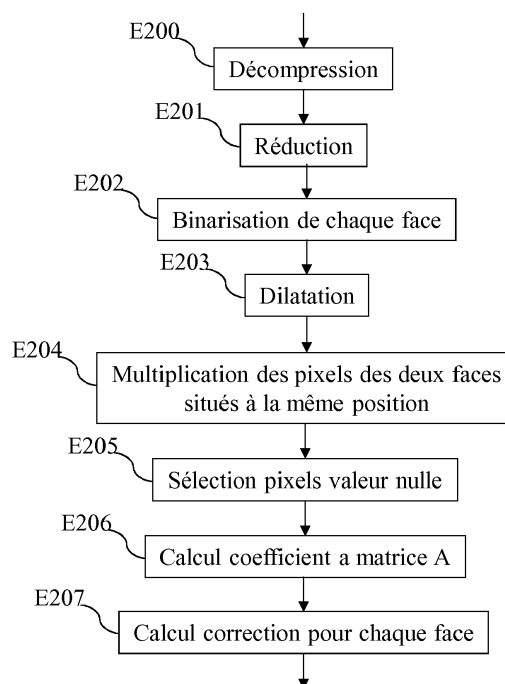 E200
Décompression
E201
Réduction
E202
Binarisation de chaque face
E203
Dilatation
E204
Multiplication des pixels des deux faces
situés à la même position
E205
Sélection pixels valeur nulle
E206
Calcul coefficient a matrice A
E207
Calcul correction pour chaque face